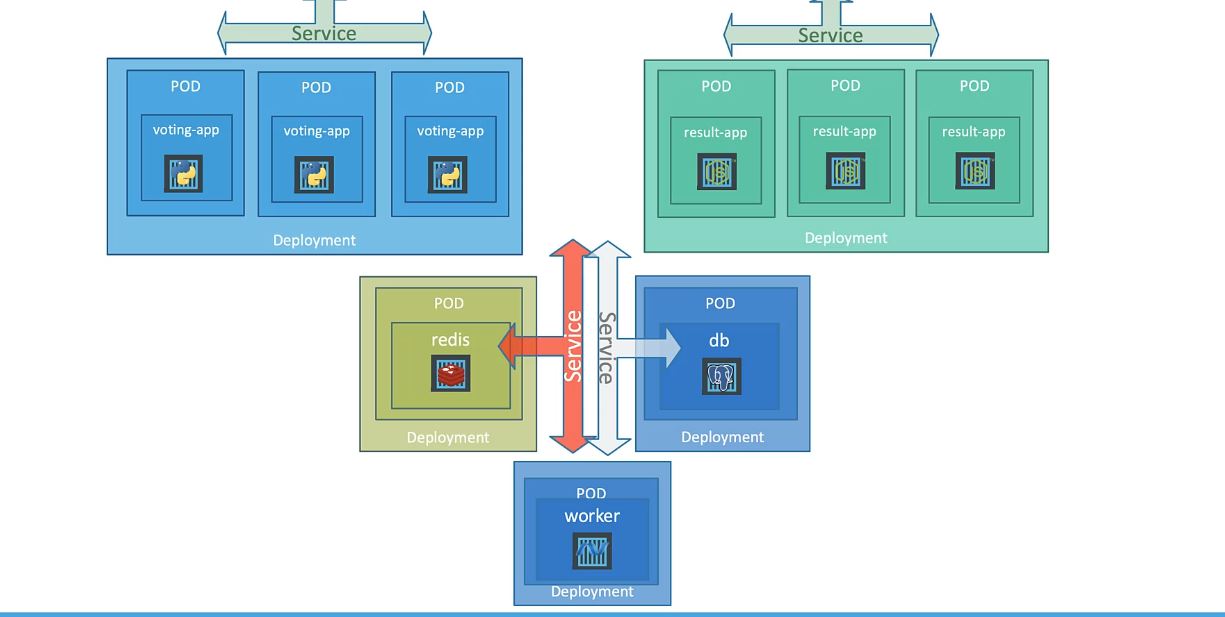 Service
Service
POD
POD
POD
voting-app
voting-app
voting-app
Deployment
POD
POD
POD
result-app
result-app
result-app
Deployment
POD
redis
Deployment
Service
Service
POD
db
Deployment
POD
worker
Deployment